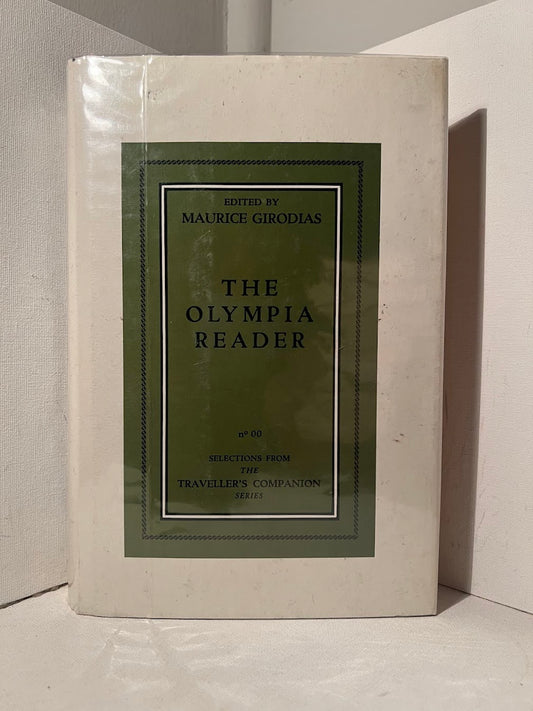 EDITED BY
MAURICE GIRODIAS
THE
OLYMPIA
READER
nº 00
SELECTIONS FROM
THE
TRAVELLER'S COMPANION
SERIES